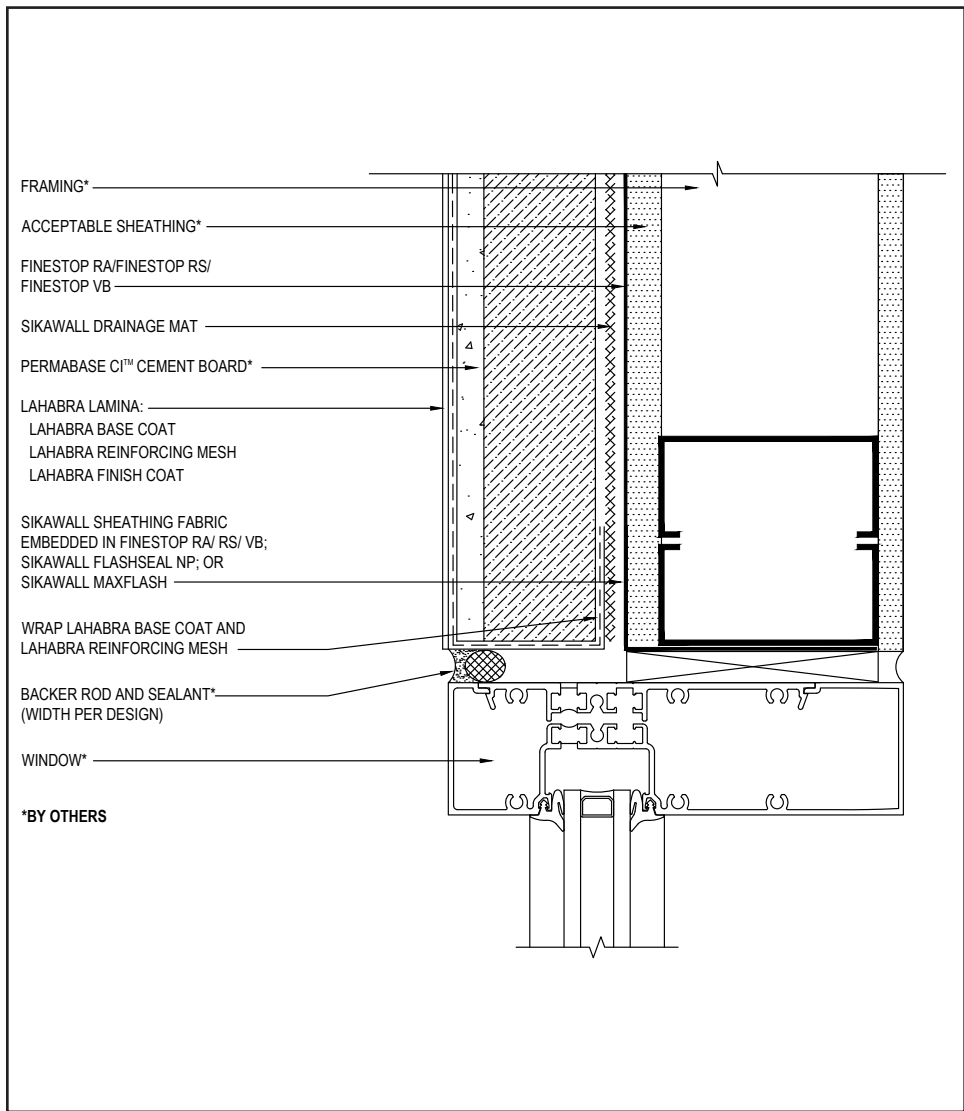 FRAMING*
ACCEPTABLE SHEATHING*
FINESTOP RA/FINESTOP RS/
FINESTOP VB
SIKAWALL DRAINAGE MAT
PERMABASE CI™ CEMENT BOARD*
LAHABRA LAMINA:
LAHABRA BASE COAT
LAHABRA REINFORCING MESH
LAHABRA FINISH COAT
SIKAWALL SHEATHING FABRIC
EMBEDDED IN FINESTOP RA/ RS/ VB;
SIKAWALL FLASHSEAL NP; OR
SIKAWALL MAXFLASH
WRAP LAHABRA BASE COAT AND
LAHABRA REINFORCING MESH
BACKER ROD AND SEALANT*
(WIDTH PER DESIGN)
WINDOW*
*BY OTHERS